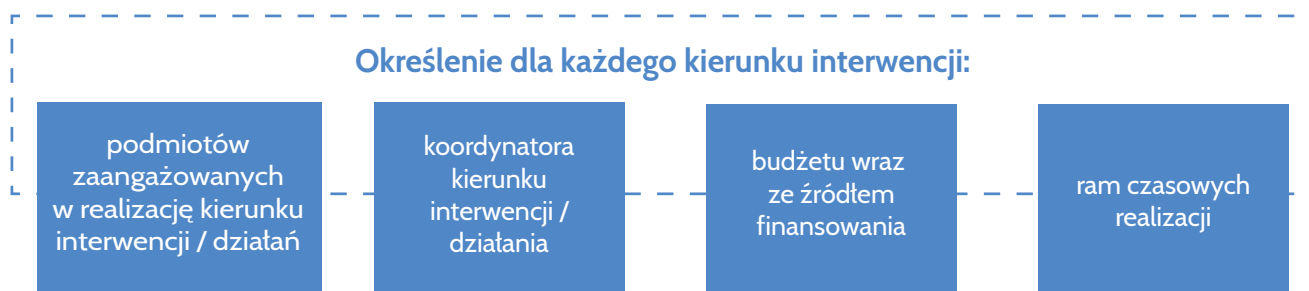 Określenie dla każdego kierunku interwencji:
podmiotów
zaangażowanych
w realizację kierunku
interwencji / działań
koordynatora
kierunku
interwencji /
działania
budżetu wraz
ze źródłem
finansowania
ram czasowych
realizacji